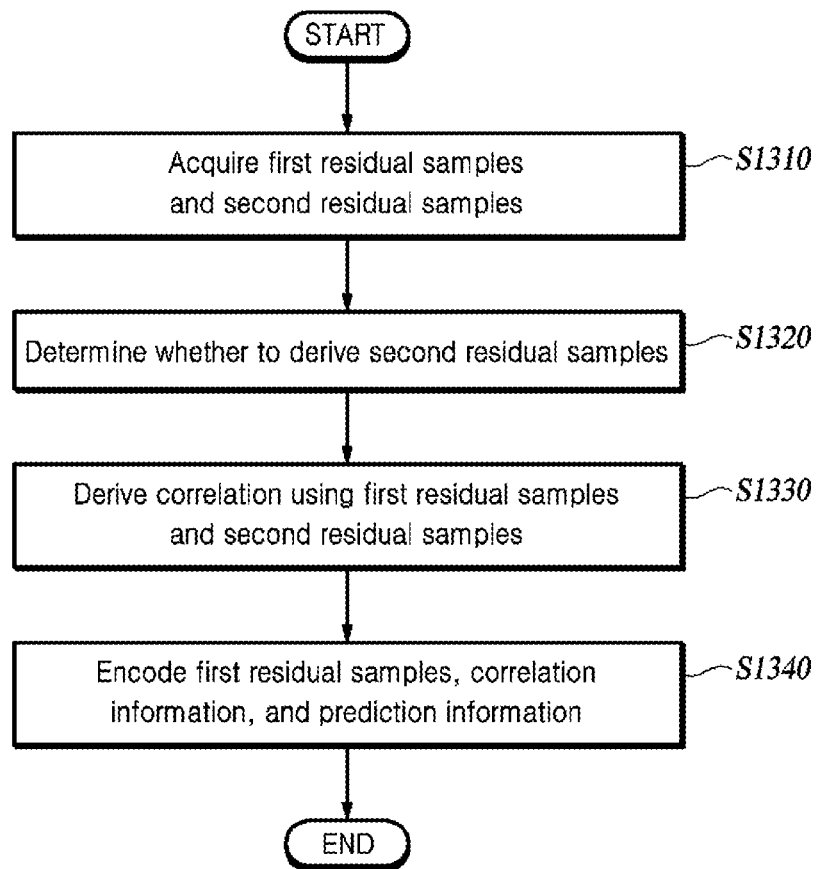 START
Acquire first residual samples
and second residual samples
S1310
Determine whether to derive second residual samples
S1320
Derive correlation using first residual samples
and second residual samples
S1330
Encode first residual samples, correlation
information, and prediction information
S1340
END